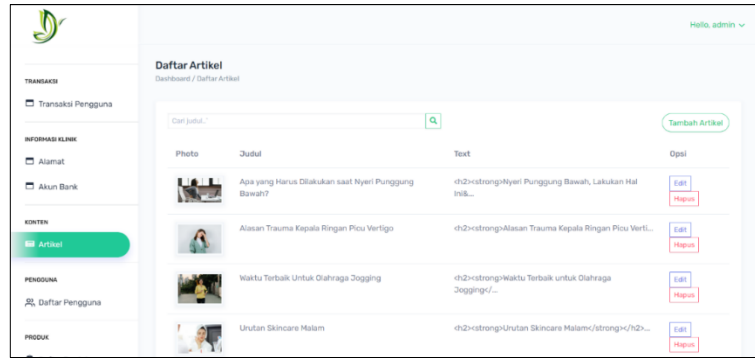 Hello, admin
TRANSAKSI
Transaksi Pengguna
INFORMASI KLINIK
Alamat
Akun Bank
KONTEN
Artikel
PENGGUNA
Daftar Pengguna
PRODUK
Daftar Artikel
Dashboard / Daftar Artikel
Cari judul..'
Tambah Artikel
Photo Judul Text Opsi
Apa yang Harus Dilakukan saat Nyeri Punggung
Bawah?
<h2><strong>Nyeri Punggung Bawah, Lakukan Hal
Ini&...
Edit
Hapus
Alasan Trauma Kepala Ringan Picu Vertigo
<h2><strong>Alasan Trauma Kepala Ringan Picu Verti...
Edit
Hapus
Waktu Terbaik Untuk Olahraga Jogging
<h2><strong>Waktu Terbaik untuk Olahraga
Jogging</...
Edit
Hapus
Urutan Skincare Malam
<h2><strong>Urutan Skincare Malam</strong></h2>...
Edit
Hapus